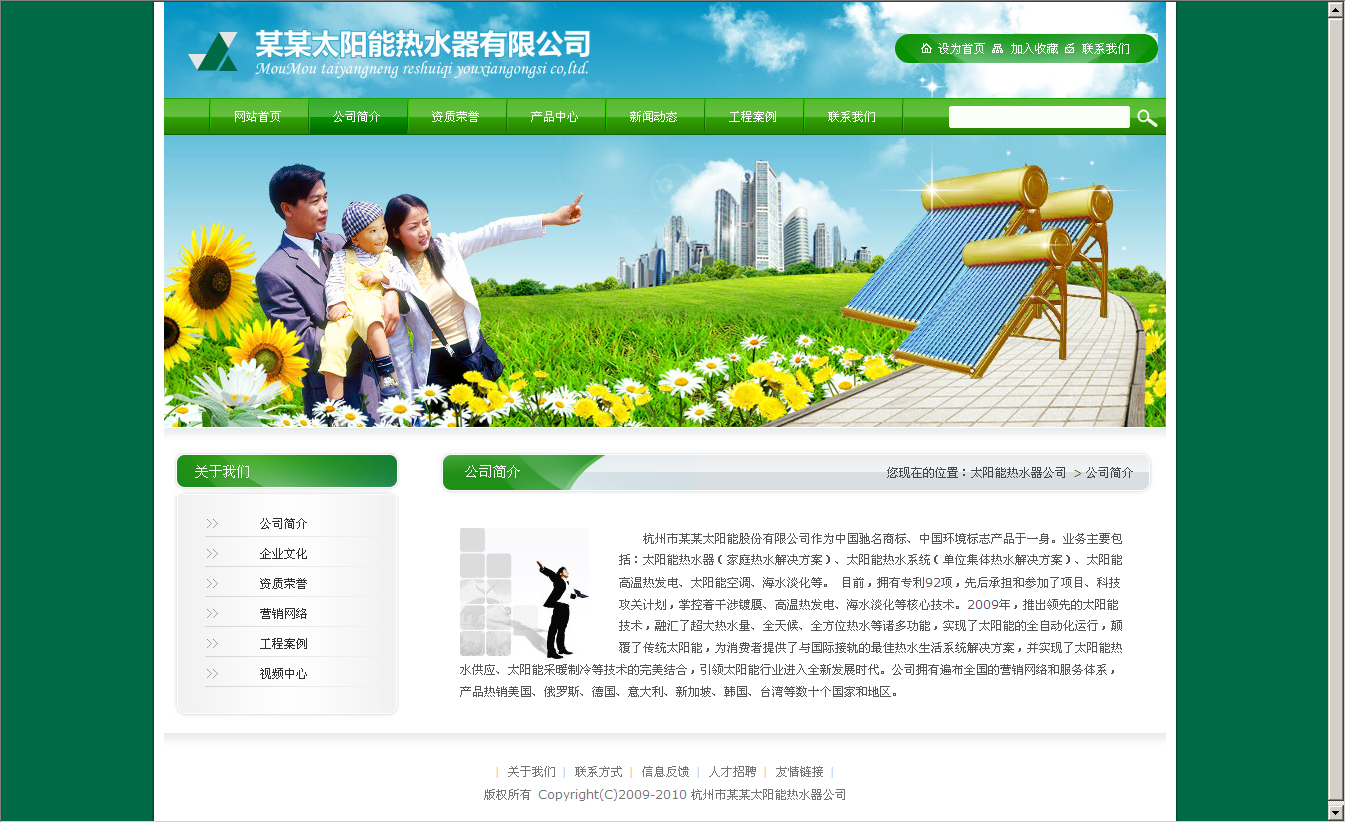 某某太阳能热水器有限公司
MouMou taiyangneng reshuiqi youxiangongsi co,ltd.
设为首页 加入收藏 联系我们
网站首页 公司简介 资质荣誉 产品中心 新闻动态 工程案例 联系我们
关于我们
公司简介
企业文化
资质荣誉
营销网络
工程案例
视频中心
公司简介
您现在的位置：太阳能热水器公司 > 公司简介
杭州市某某太阳能股份有限公司作为中国驰名商标、中国环境标志产品于一身。业务主要包
括：太阳能热水器（家庭热水解决方案）、太阳能热水系统（单位集体热水解决方案）、太阳能
高温热发电、太阳能空调、海水淡化等。 目前，拥有专利92项，先后承担和参加了项目、科技
攻关计划，掌控着干涉镀膜、高温热发电、海水淡化等核心技术。2009年，推出领先的太阳能
技术，融汇了超大热水量、全天候、全方位热水等诸多功能，实现了太阳能的全自动化运行，颠
覆了传统太阳能，为消费者提供了与国际接轨的最佳热水生活系统解决方案，并实现了太阳能热
水供应、太阳能采暖制冷等技术的完美结合，引领太阳能行业进入全新发展时代。公司拥有遍布全国的营销网络和服务体系，
产品热销美国、俄罗斯、德国、意大利、新加坡、韩国、台湾等数十个国家和地区。
| 关于我们 | 联系方式 | 信息反馈 | 人才招聘 | 友情链接 |
版权所有 Copyright(C)2009-2010 杭州市某某太阳能热水器公司